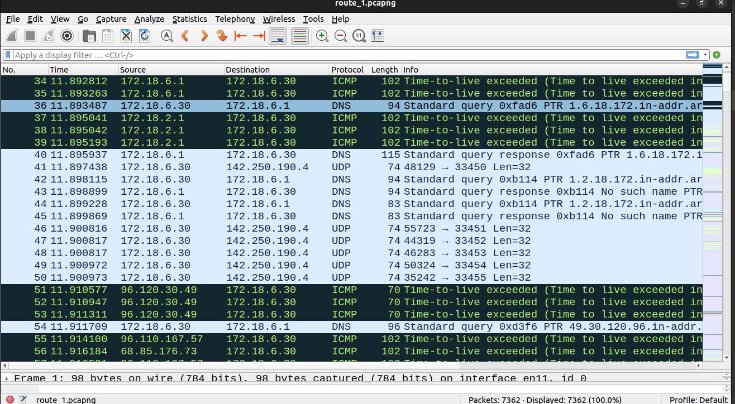 route_1.pcapng
File Edit View Go Capture Analyze Statistics Telephony Wireless Tools Help
Apply a display filter ... <Ctrl-/>
No. Time Source Destination Protocol Length Info
34 11.892812 172.18.6.1 172.18.6.30 ICMP 102 Time-to-live exceeded (Time to live exceeded in
35 11.893263 172.18.6.1 172.18.6.30 ICMP 102 Time-to-live exceeded (Time to live exceeded in
36 11.893487 172.18.6.30 172.18.6.1 DNS 94 Standard query 0xfad6 PTR 1.6.18.172.in-addr.ar
37 11.895041 172.18.2.1 172.18.6.30 ICMP 102 Time-to-live exceeded (Time to live exceeded in
38 11.895042 172.18.2.1 172.18.6.30 ICMP 102 Time-to-live exceeded (Time to live exceeded in
39 11.895193 172.18.2.1 172.18.6.30 ICMP 102 Time-to-live exceeded (Time to live exceeded in
40 11.895937 172.18.6.1 172.18.6.30 DNS 115 Standard query response 0xfad6 PTR 1.6.18.172.i
41 11.897438 172.18.6.30 142.250.190.4 UDP 74 48129 → 33450 Len=32
42 11.898115 172.18.6.30 172.18.6.1 DNS 94 Standard query 0xb114 PTR 1.2.18.172.in-addr.ar
43 11.898899 172.18.6.1 172.18.6.30 DNS 94 Standard query response 0xb114 No such name PTR
44 11.899228 172.18.6.30 172.18.6.1 DNS 83 Standard query 0xb114 PTR 1.2.18.172.in-addr.ar
45 11.899869 172.18.6.1 172.18.6.30 DNS 83 Standard query response 0xb114 No such name PTR
46 11.900816 172.18.6.30 142.250.190.4 UDP 74 55723 → 33451 Len=32
47 11.900817 172.18.6.30 142.250.190.4 UDP 74 44319 → 33452 Len=32
48 11.900817 172.18.6.30 142.250.190.4 UDP 74 46283 → 33453 Len=32
49 11.900972 172.18.6.30 142.250.190.4 UDP 74 50324 → 33454 Len=32
50 11.900973 172.18.6.30 142.250.190.4 UDP 74 35242 → 33455 Len=32
51 11.910577 96.120.30.49 172.18.6.30 ICMP 70 Time-to-live exceeded (Time to live exceeded in
52 11.910947 96.120.30.49 172.18.6.30 ICMP 70 Time-to-live exceeded (Time to live exceeded in
53 11.911311 96.120.30.49 172.18.6.30 ICMP 70 Time-to-live exceeded (Time to live exceeded in
54 11.911709 172.18.6.30 172.18.6.1 DNS 96 Standard query 0xd3f6 PTR 49.30.120.96.in-addr.
55 11.914100 96.110.167.57 172.18.6.30 ICMP 102 Time-to-live exceeded (Time to live exceeded in
56 11.916184 68.85.176.73 172.18.6.30 ICMP 102 Time-to-live exceeded (Time to live exceeded in
Frame 1: 98 bytes on wire (784 bits), 98 bytes captured (784 bits) on interface en11, id 0
route_1.pcapng Packets: 7362 · Displayed: 7362 (100.0%) Profile: Default